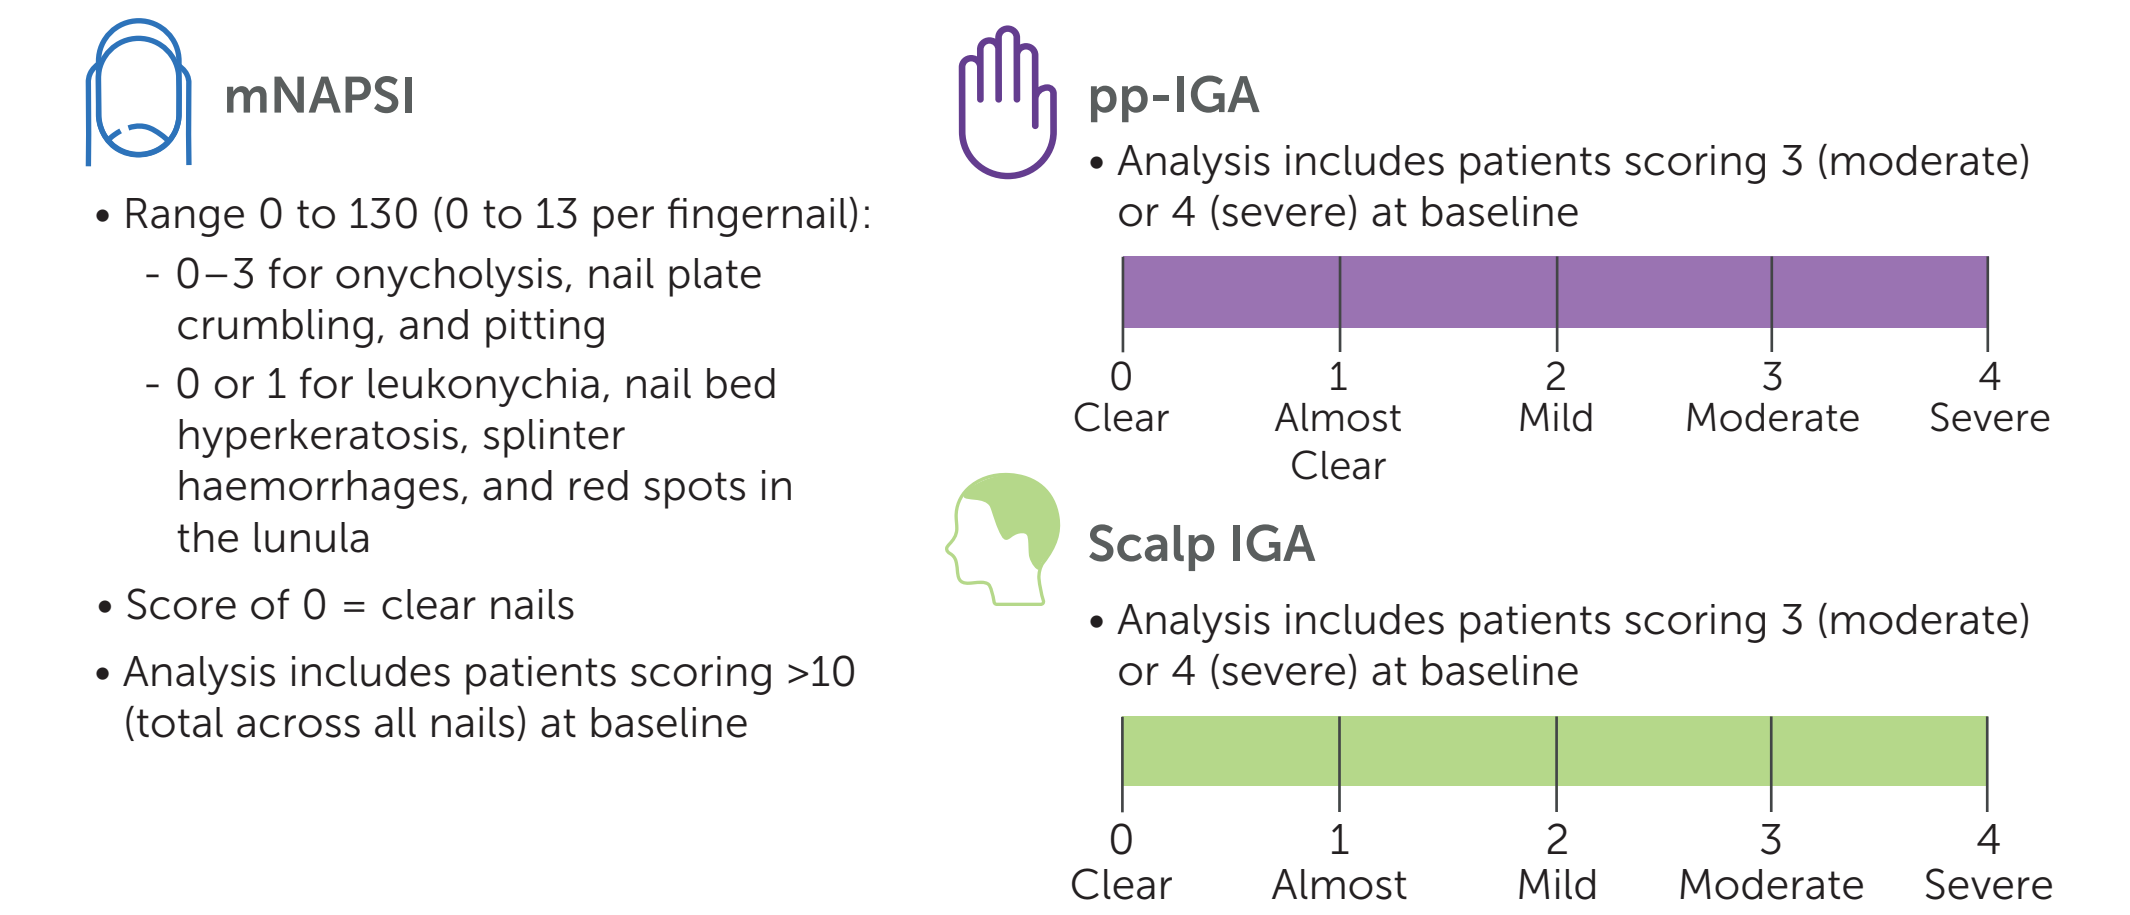 mNAPSI
• Range 0 to 130 (0 to 13 per fingernail):
- 0–3 for onycholysis, nail plate
crumbling, and pitting
- 0 or 1 for leukonychia, nail bed
hyperkeratosis, splinter
haemorrhages, and red spots in
the lunula
• Score of 0 = clear nails
• Analysis includes patients scoring >10
(total across all nails) at baseline
pp-IGA
• Analysis includes patients scoring 3 (moderate)
or 4 (severe) at baseline
0 1 2 3 4
Clear Almost Mild Moderate Severe
Clear
Scalp IGA
• Analysis includes patients scoring 3 (moderate)
or 4 (severe) at baseline
0 1 2 3 4
Clear Almost Mild Moderate Severe